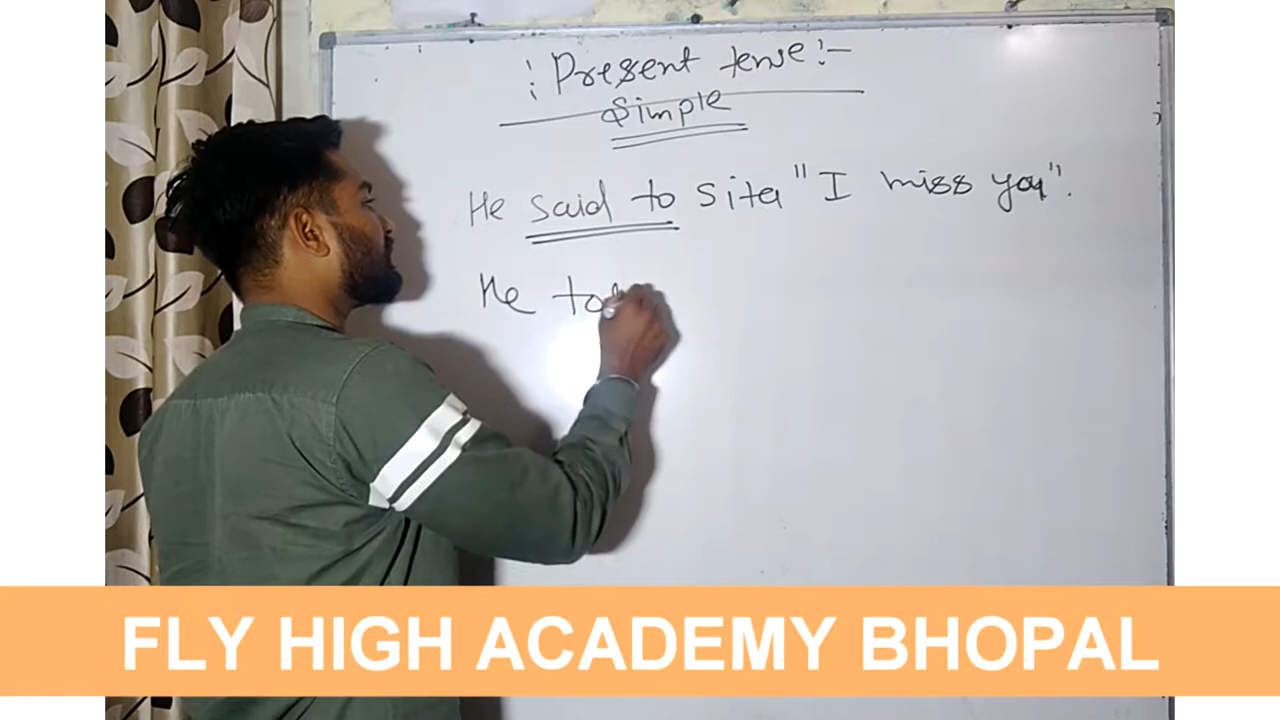 Present tense:-
Simple
He said to Sita "I miss you".
He to
FLY HIGH ACADEMY BHOPAL